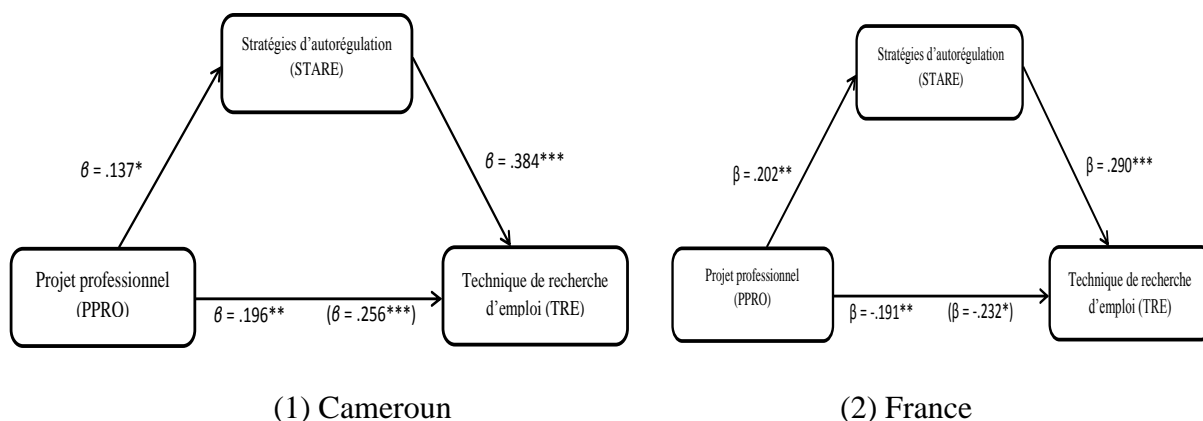 Stratégies d'autorégulation
(STARE)
β = .137*
β = .384***
Projet professionnel
(PPRO)
Technique de recherche
d'emploi (TRE)
β = .196**
(β = .256***)
(1) Cameroun
Stratégies d'autorégulation
(STARE)
β = .202**
β = .290***
Projet professionnel
(PPRO)
Technique de recherche
d'emploi (TRE)
β = -.191**
(β = -.232*)
(2) France